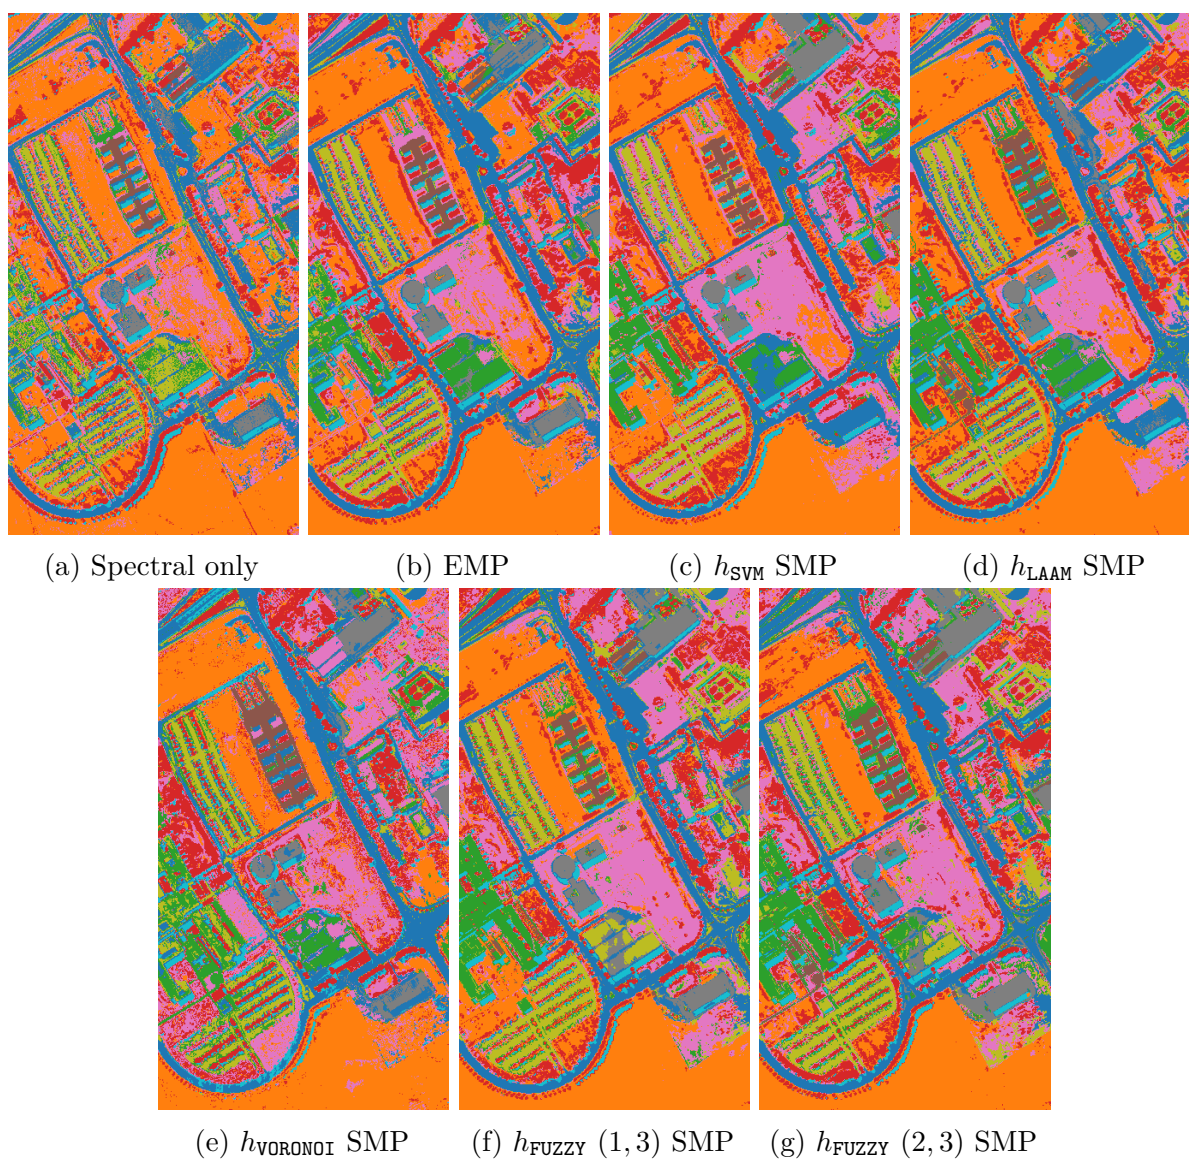 (a) Spectral only
(b) EMP
(c) h_SVM SMP
(d) h_LAAM SMP
(e) h_VORONOI SMP
(f) h_FUZZY (1, 3) SMP
(g) h_FUZZY (2, 3) SMP